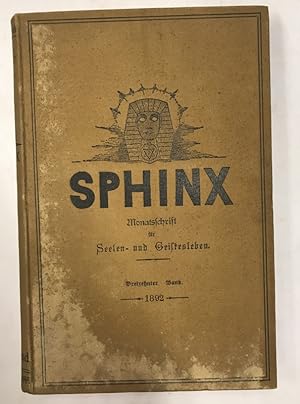 SPHINX
Monatsschrift
für
Seelen- und Geistesleben.
Dreizehnter Band.
1892